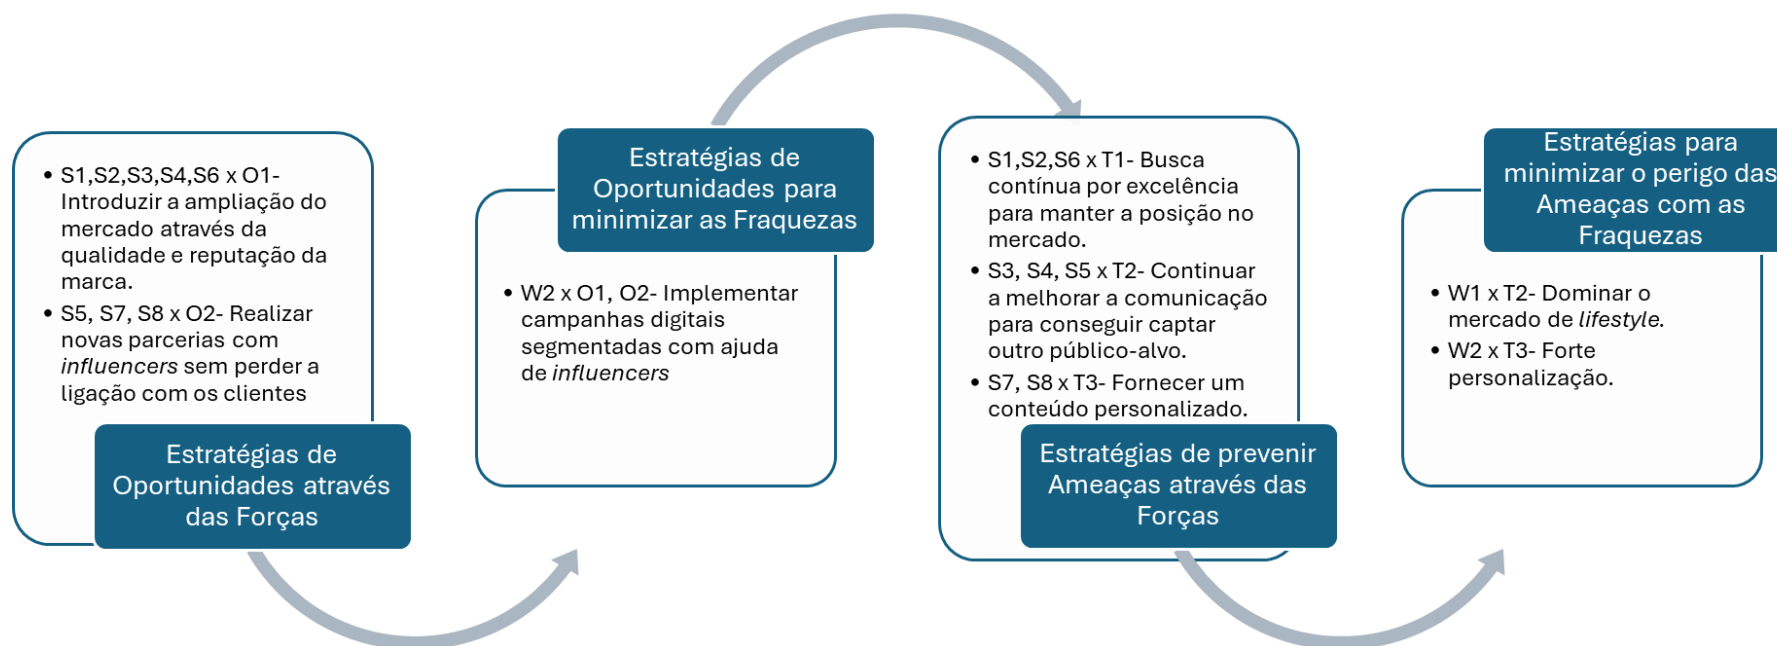 • S1,S2,S3,S4,S6 x O1-
Introduzir a ampliação do
mercado através da
qualidade e reputação da
marca.
• S5, S7, S8 x O2- Realizar
novas parcerias com
influencers sem perder a
ligação com os clientes
Estratégias de
Oportunidades através
das Forças
Estratégias de
Oportunidades para
minimizar as Fraquezas
• W2 x O1, O2- Implementar
campanhas digitais
segmentadas com ajuda
de influencers
• S1,S2,S6 x T1- Busca
contínua por excelência
para manter a posição no
mercado.
• S3, S4, S5 x T2- Continuar
a melhorar a comunicação
para conseguir captar
outro público-alvo.
• S7, S8 x T3- Fornecer um
conteúdo personalizado.
Estratégias de prevenir
Ameaças através das
Forças
Estratégias para
minimizar o perigo das
Ameaças com as
Fraquezas
• W1 x T2- Dominar o
mercado de lifestyle.
• W2 x T3- Forte
personalização.